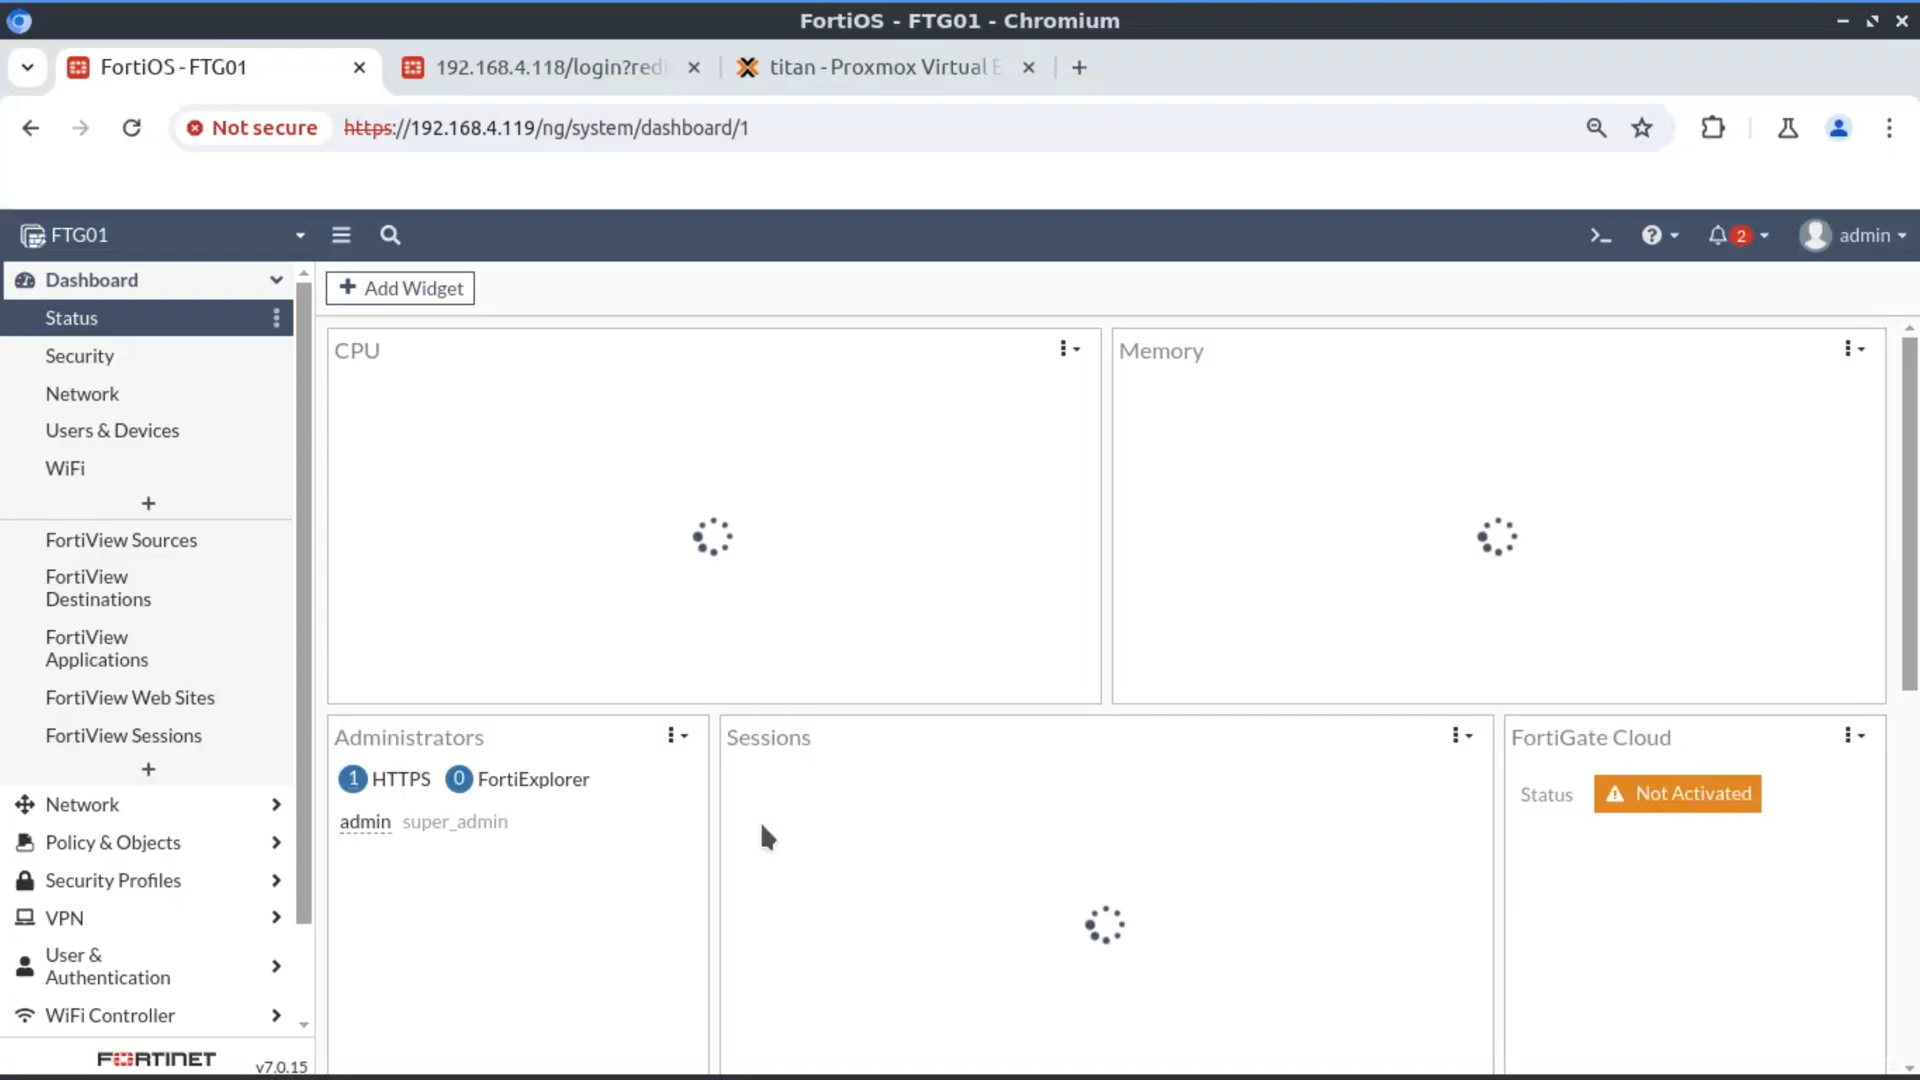 FortiOS - FTG01 - Chromium
FortiOS - FTG01
192.168.4.118/login?redi
titan - Proxmox Virtual E
Not secure
https://192.168.4.119/ng/system/dashboard/1
FTG01
2
admin
Dashboard
Status
Security
Network
Users & Devices
WiFi
+
FortiView Sources
FortiView
Destinations
FortiView
Applications
FortiView Web Sites
FortiView Sessions
+
Network
Policy & Objects
Security Profiles
VPN
User &
Authentication
WiFi Controller
FORTINET
v7.0.15
+ Add Widget
CPU
Memory
Administrators
1 HTTPS 0 FortiExplorer
admin super_admin
Sessions
FortiGate Cloud
Status Not Activated